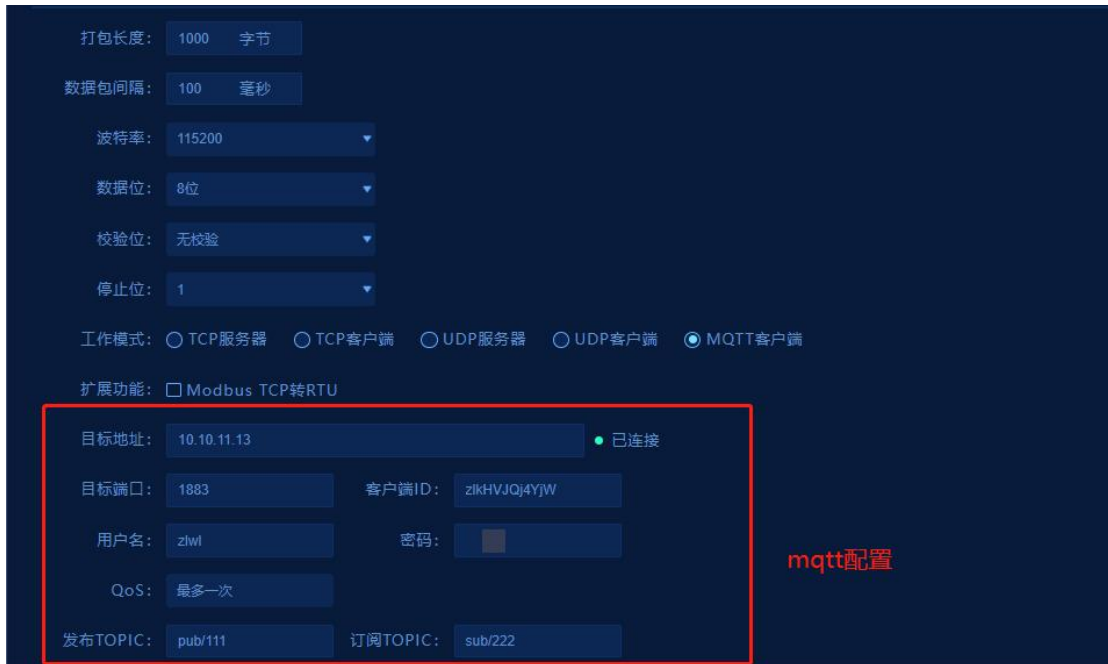 打包长度： 1000 字节
数据包间隔： 100 毫秒
波特率： 115200
数据位： 8位
校验位： 无校验
停止位： 1
工作模式： TCP服务器 TCP客户端 UDP服务器 UDP客户端 MQTT客户端
扩展功能： Modbus TCP转RTU
目标地址： 10.10.11.13 已连接
目标端口： 1883 客户端ID： zlkHVJQj4YjW
用户名： zlwl 密码：
mqtt配置
QoS： 最多一次
发布TOPIC： pub/111 订阅TOPIC： sub/222